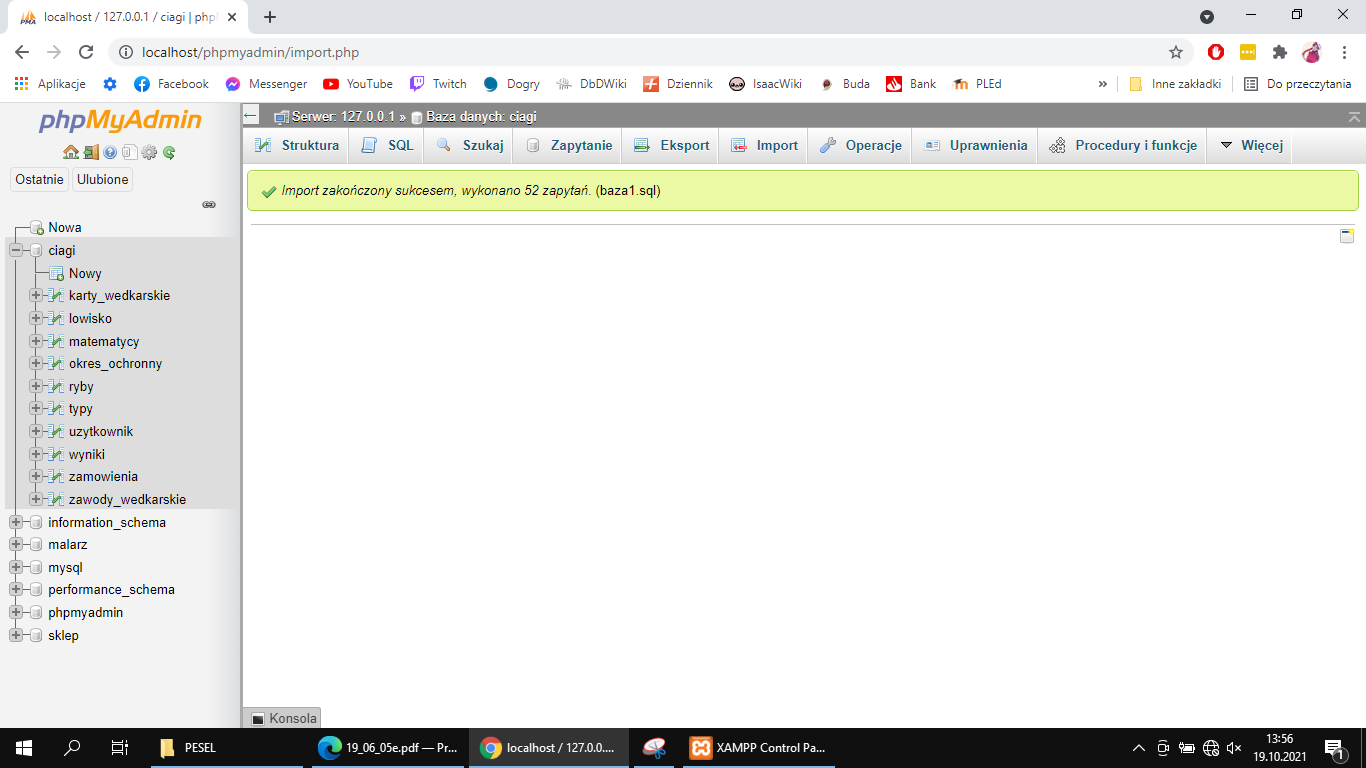 localhost / 127.0.0.1 / ciagi | phpM
localhost/phpmyadmin/import.php
Aplikacje Facebook Messenger YouTube Twitch Dogry DbDWiki Dziennik IsaacWiki Buda Bank PLEd » Inne zakładki Do przeczytania
phpMyAdmin
Ostatnie Ulubione
Nowa
ciagi
Nowy
karty_wedkarskie
lowisko
matematycy
okres_ochronny
ryby
typy
uzytkownik
wyniki
zamowienia
zawody_wedkarskie
information_schema
malarz
mysql
performance_schema
phpmyadmin
sklep
Serwer: 127.0.0.1 » Baza danych: ciagi
Struktura SQL Szukaj Zapytanie Eksport Import Operacje Uprawnienia Procedury i funkcje Więcej
Import zakończony sukcesem, wykonano 52 zapytań. (baza1.sql)
Konsola
PESEL 19_06_05e.pdf — Pr... localhost / 127.0.0.... XAMPP Control Pa...
13:56
19.10.2021
1